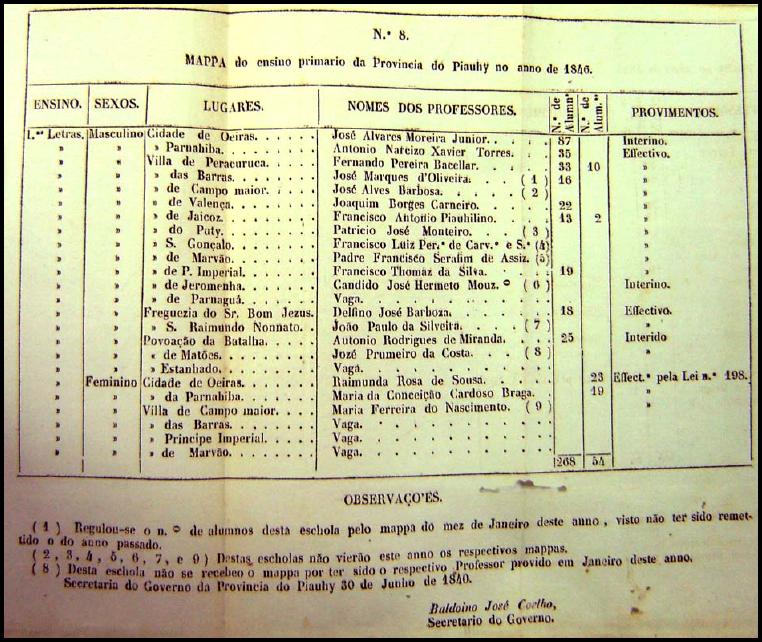 N.º 8.
MAPPA do ensino primario da Provincia do Piauhy no anno de 1846.
ENSINO. SEXOS. LUGARES. NOMES DOS PROFESSORES. N.º de Alumnˢ N.º de Alum.ªˢ PROVIMENTOS.
1.ªˢ Letras. Masculino Cidade de Oeiras. José Alvares Moreira Junior. 87 Interino.
» » » Parnahiba. Antonio Narcizo Xavier Torres. 35 Effectivo.
» « Villa de Peracuruca. Fernando Pereira Bacellar. 33 10 »
» « » das Barras. José Marques d'Oliveira. ( 1 ) 16 »
» « » de Campo maior. José Alves Barbosa. ( 2 ) »
» » » de Valença. Joaquim Borges Carneiro. 22 »
» » » de Jaicoz. Francisco Antonio Piauhilino. 13 2 »
» » » do Puty. Patricio José Monteiro. ( 3 ) »
» » » S. Gonçalo. Francisco Luiz Per.ª de Carv.º e S.ª (4) »
» » » de Marvão. Padre Francisco Serafim de Assiz. (5) »
» » » de P. Imperial. Francisco Thomaz da Silva. 19 »
» » » de Jeromenha. Candido José Hermeto Mouz.º ( 6 ) Interino.
» » » de Parnaguá. Vaga.
» » Freguezia do Sr. Bom Jezus. Delfino José Barboza. 18 Effectivo.
» » » S. Raimundo Nonnato. João Paulo da Silveira. ( 7 ) »
» » Povoação da Batalha. Antonio Rodrigues de Miranda. 25 Interido
» » « de Matões. Jozé Prumeiro da Costa. ( 8 ) »
» » » Estanhado. Vaga.
» Feminino Cidade de Oeiras. Raimunda Rosa de Sousa. 23 Effect.ª pela Lei n.º 198.
» » » da Parnahiba. Maria da Conceição Cardoso Braga. 19 »
» » Villa de Campo maior. Maria Ferreira do Nascimento. ( 9 ) »
» » » das Barras. Vaga.
» » » Principe Imperial. Vaga.
» » » de Marvão. Vaga.
268 54
OBSERVAÇO'ES.
( 1 ) Regulou-se o n.º de alumnos desta eschola pelo mappa do mez de Janeiro deste anno, visto não ter sido remet-
tido o do anno passado.
( 2, 3, 4, 5, 6, 7, e 9 ) Destas escholas não vierão este anno os respectivos mappas.
( 8 ) Desta eschola não se recebeo o mappa por ter sido o respectivo Professor provido em Janeiro deste anno.
Secretaria do Governo da Provincia do Piauhy 30 de Junho de 1840.
Baldoino José Coelho,
Secretario do Governo.